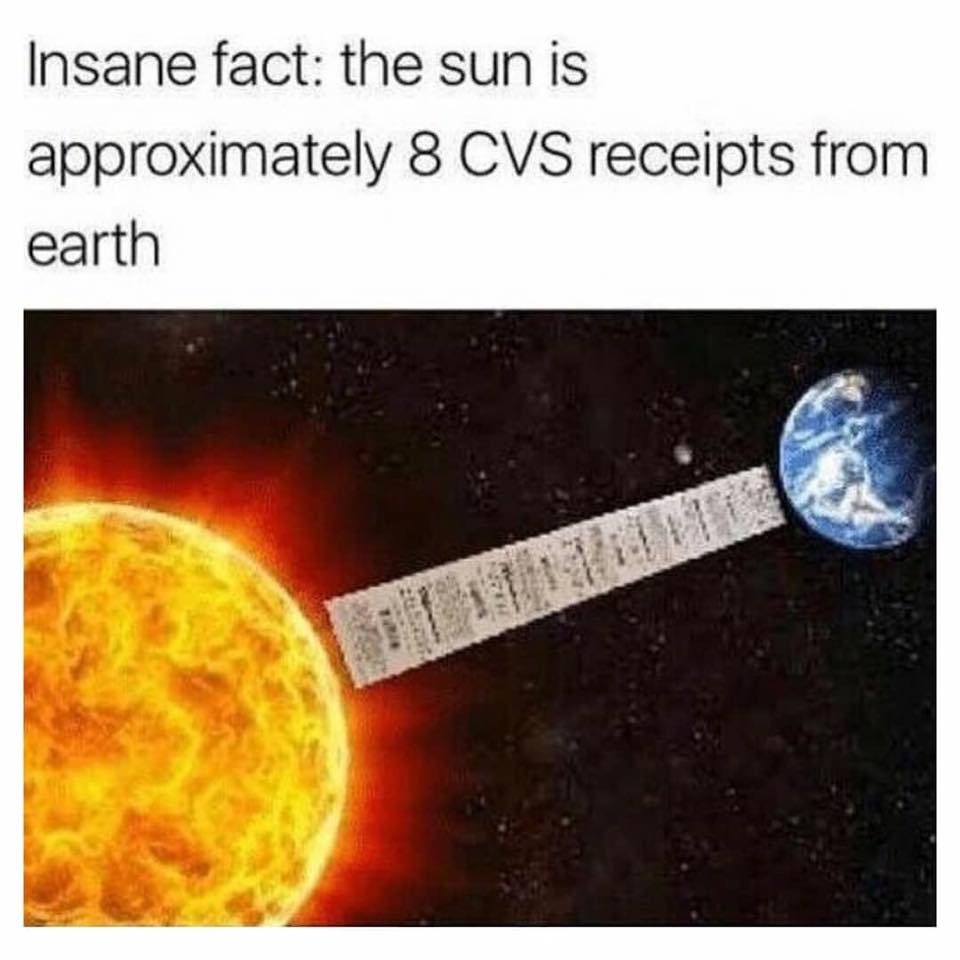 Insane fact: the sun is
approximately 8 CVS receipts from
earth